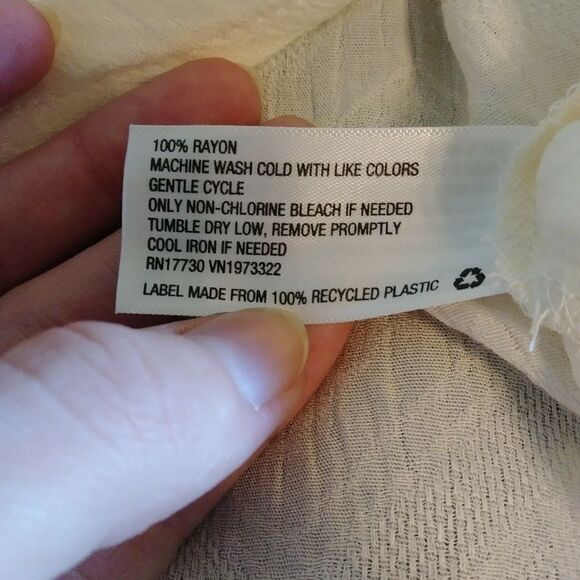 100% RAYON
MACHINE WASH COLD WITH LIKE COLORS
GENTLE CYCLE
ONLY NON-CHLORINE BLEACH IF NEEDED
TUMBLE DRY LOW, REMOVE PROMPTLY
COOL IRON IF NEEDED
RN17730 VN1973322
LABEL MADE FROM 100% RECYCLED PLASTIC